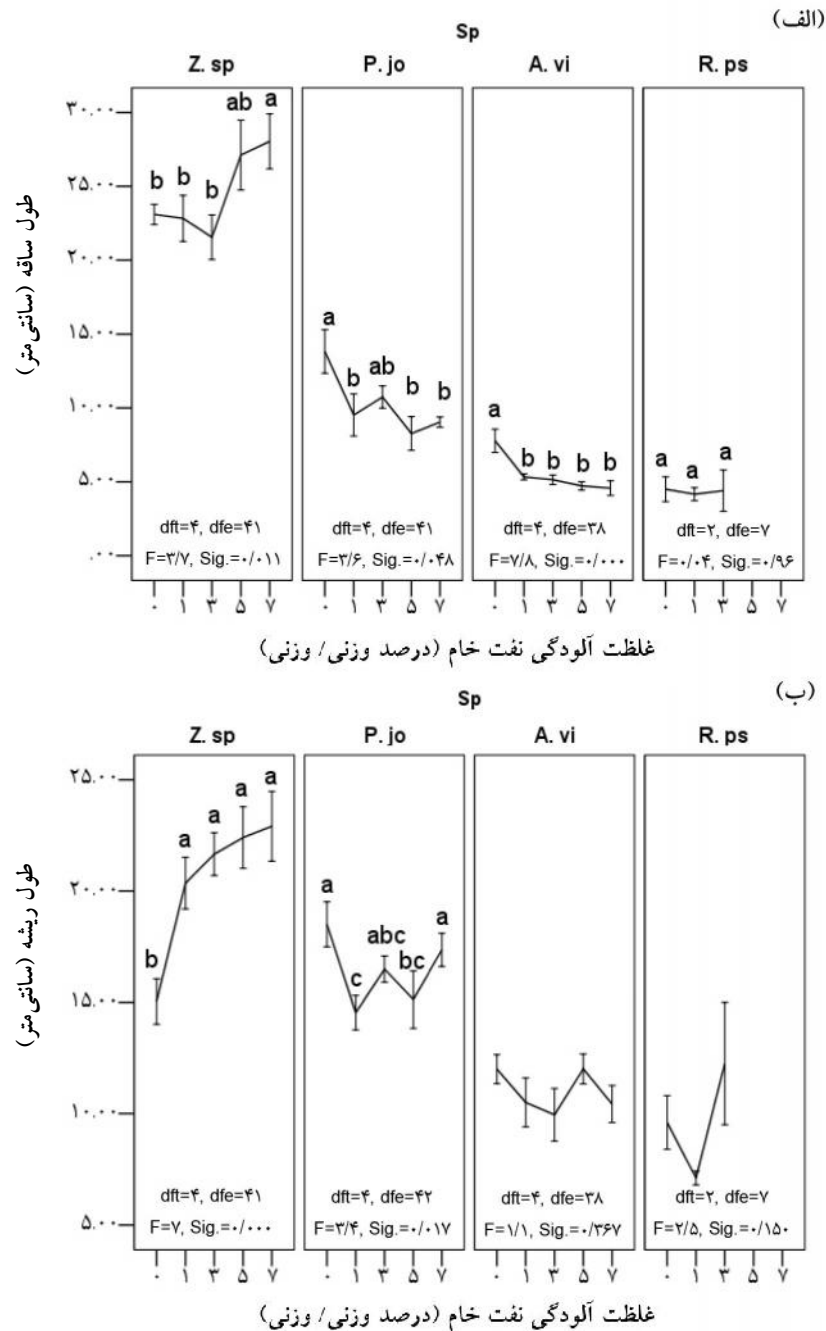 (الف)
Sp
Z. sp P. jo A. vi R. ps
طول ساقه (سانتی‌متر)
۳۰.۰۰
۲۵.۰۰
۲۰.۰۰
۱۵.۰۰
۱۰.۰۰
۵.۰۰
.۰۰
b b b ab a
a b ab b b
a b b b b
a a a
dft=۴, dfe=۴۱
F=۳/۷, Sig.=۰/۰۱۱
dft=۴, dfe=۴۱
F=۳/۶, Sig.=۰/۰۴۸
dft=۴, dfe=۳۸
F=۷/۸, Sig.=۰/۰۰۰
dft=۲, dfe=۷
F=۰/۰۴, Sig.=۰/۹۶
۰ ۱ ۳ ۵ ۷ ۰ ۱ ۳ ۵ ۷ ۰ ۱ ۳ ۵ ۷ ۰ ۱ ۳ ۵ ۷
غلظت آلودگی نفت خام (درصد وزنی/ وزنی)
(ب)
Sp
Z. sp P. jo A. vi R. ps
طول ریشه (سانتی‌متر)
۲۵.۰۰
۲۰.۰۰
۱۵.۰۰
۱۰.۰۰
۵.۰۰
b a a a a
a c abc bc a
dft=۴, dfe=۴۱
F=۷, Sig.=۰/۰۰۰
dft=۴, dfe=۴۲
F=۳/۴, Sig.=۰/۰۱۷
dft=۴, dfe=۳۸
F=۱/۱, Sig.=۰/۳۶۷
dft=۲, dfe=۷
F=۲/۵, Sig.=۰/۱۵۰
۰ ۱ ۳ ۵ ۷ ۰ ۱ ۳ ۵ ۷ ۰ ۱ ۳ ۵ ۷ ۰ ۱ ۳ ۵ ۷
غلظت آلودگی نفت خام (درصد وزنی/ وزنی)